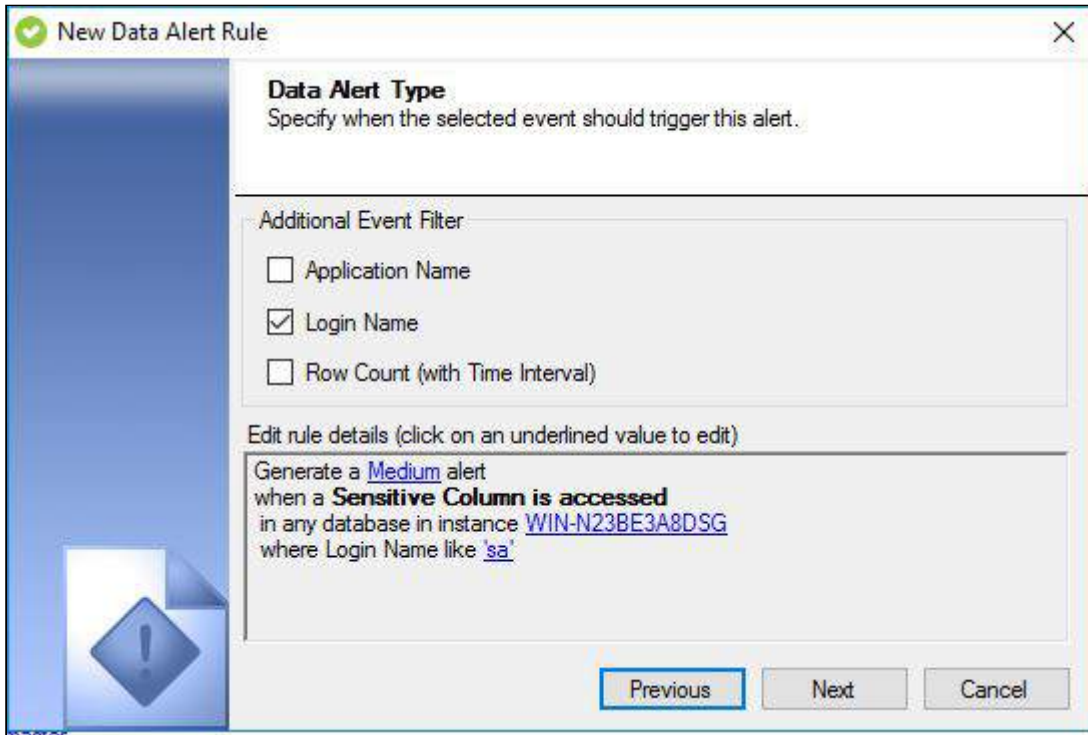 New Data Alert Rule
Data Alert Type
Specify when the selected event should trigger this alert.
Additional Event Filter
Application Name
Login Name
Row Count (with Time Interval)
Edit rule details (click on an underlined value to edit)
Generate a Medium alert
when a Sensitive Column is accessed
in any database in instance WIN-N23BE3A8DSG
where Login Name like 'sa'
Previous Next Cancel